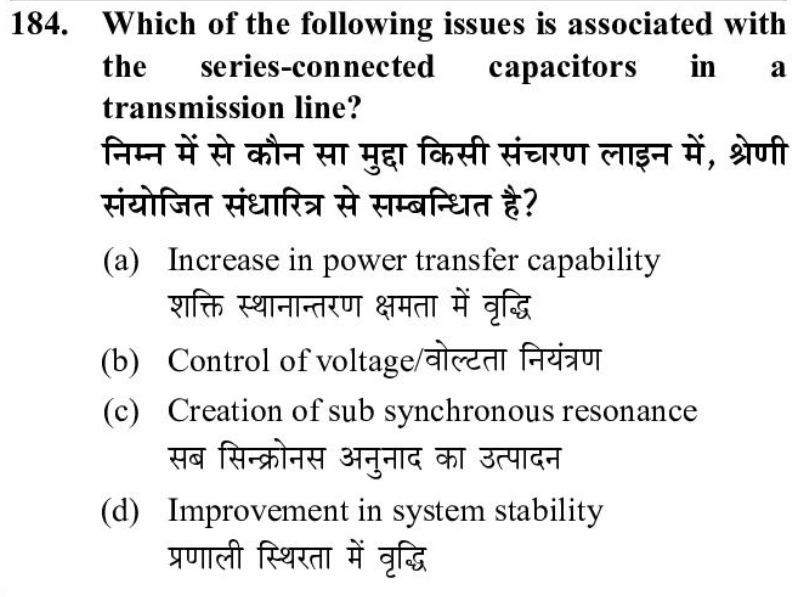 184. Which of the following issues is associated with
the series-connected capacitors in a
transmission line?
निम्न में से कौन सा मुद्दा किसी संचरण लाइन में, श्रेणी
संयोजित संधारित्र से सम्बन्धित है?
(a) Increase in power transfer capability
शक्ति स्थानान्तरण क्षमता में वृद्धि
(b) Control of voltage/वोल्टता नियंत्रण
(c) Creation of sub synchronous resonance
सब सिन्क्रोनस अनुनाद का उत्पादन
(d) Improvement in system stability
प्रणाली स्थिरता में वृद्धि